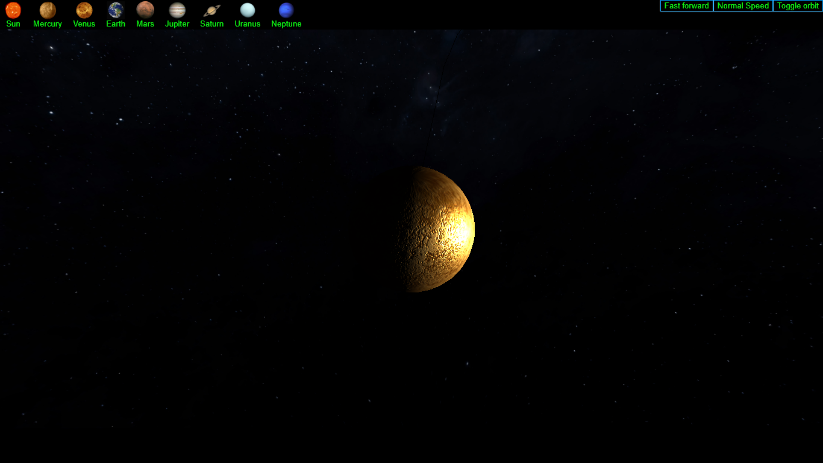 Sun Mercury Venus Earth Mars Jupiter Saturn Uranus Neptune
Fast forward Normal Speed Toggle orbit